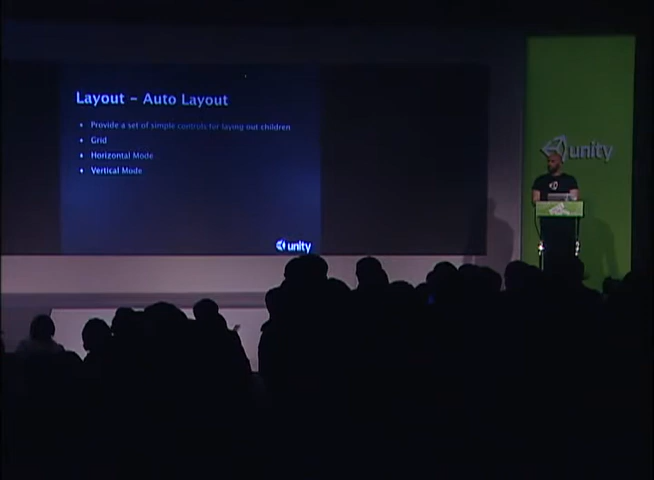 Layout - Auto Layout
• Provide a set of simple controls for laying out children
• Grid
• Horizontal Mode
• Vertical Mode
unity
unity